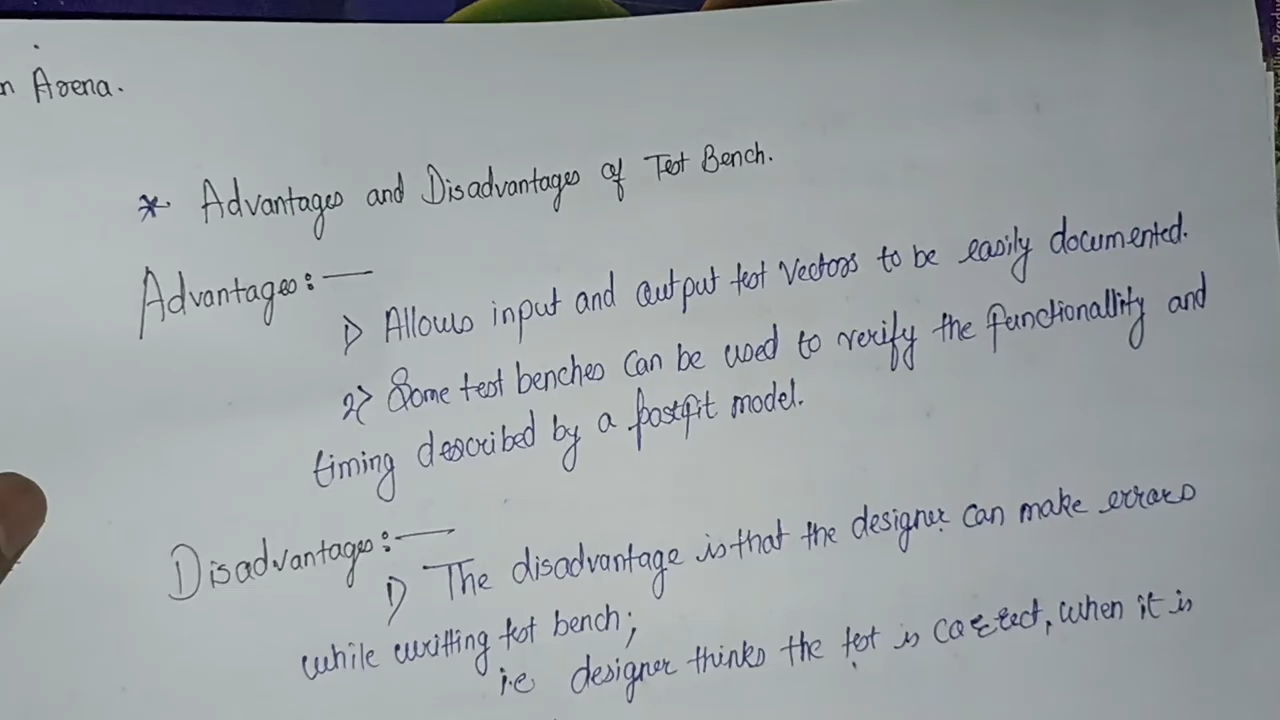 n Arena.
* Advantages and Disadvantages of Test Bench.
Advantages:—
1) Allows input and output test vectors to be easily documented.
2) Some test benches can be used to verify the functionallity and
timing described by a postfit model.
Disadvantages:—
1) The disadvantage is that the designer can make errors
while writting test bench;
i.e designer thinks the test is correct, when it is